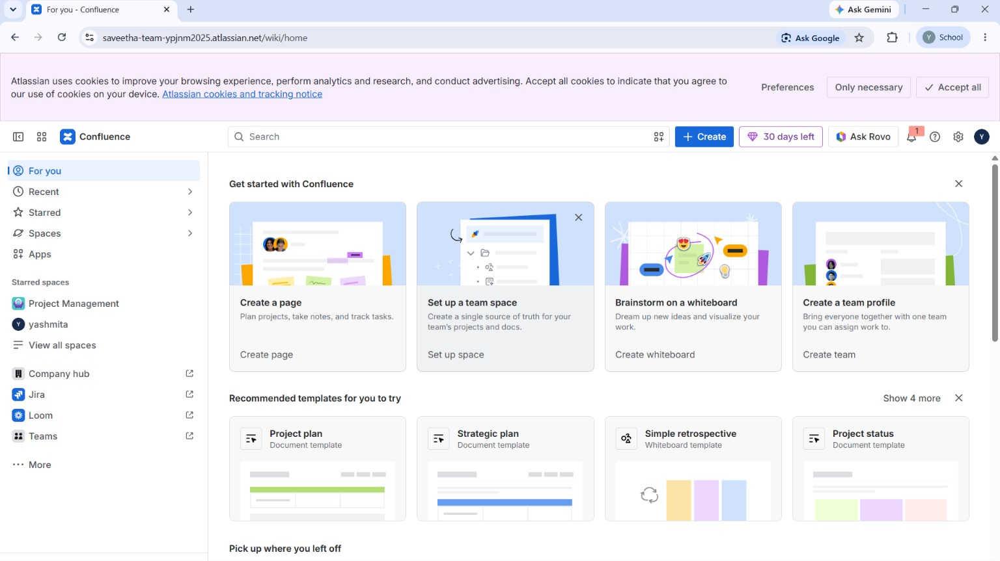 For you - Confluence
Ask Gemini
saveetha-team-ypjnm2025.atlassian.net/wiki/home
Ask Google
Y
School
Atlassian uses cookies to improve your browsing experience, perform analytics and research, and conduct advertising. Accept all cookies to indicate that you agree to
our use of cookies on your device. Atlassian cookies and tracking notice
Preferences
Only necessary
Accept all
Confluence
Search
Create
30 days left
Ask Rovo
1
Y
For you
Recent
Starred
Spaces
Apps
Starred spaces
Project Management
Y
yashmita
View all spaces
Company hub
Jira
Loom
Teams
More
Get started with Confluence
Create a page
Plan projects, take notes, and track tasks.
Create page
Set up a team space
Create a single source of truth for your
team's projects and docs.
Set up space
Brainstorm on a whiteboard
Dream up new ideas and visualize your
work.
Create whiteboard
Create a team profile
Bring everyone together with one team
you can assign work to.
Create team
Recommended templates for you to try
Show 4 more
Project plan
Document template
Strategic plan
Document template
Simple retrospective
Whiteboard template
Project status
Document template
Pick up where you left off